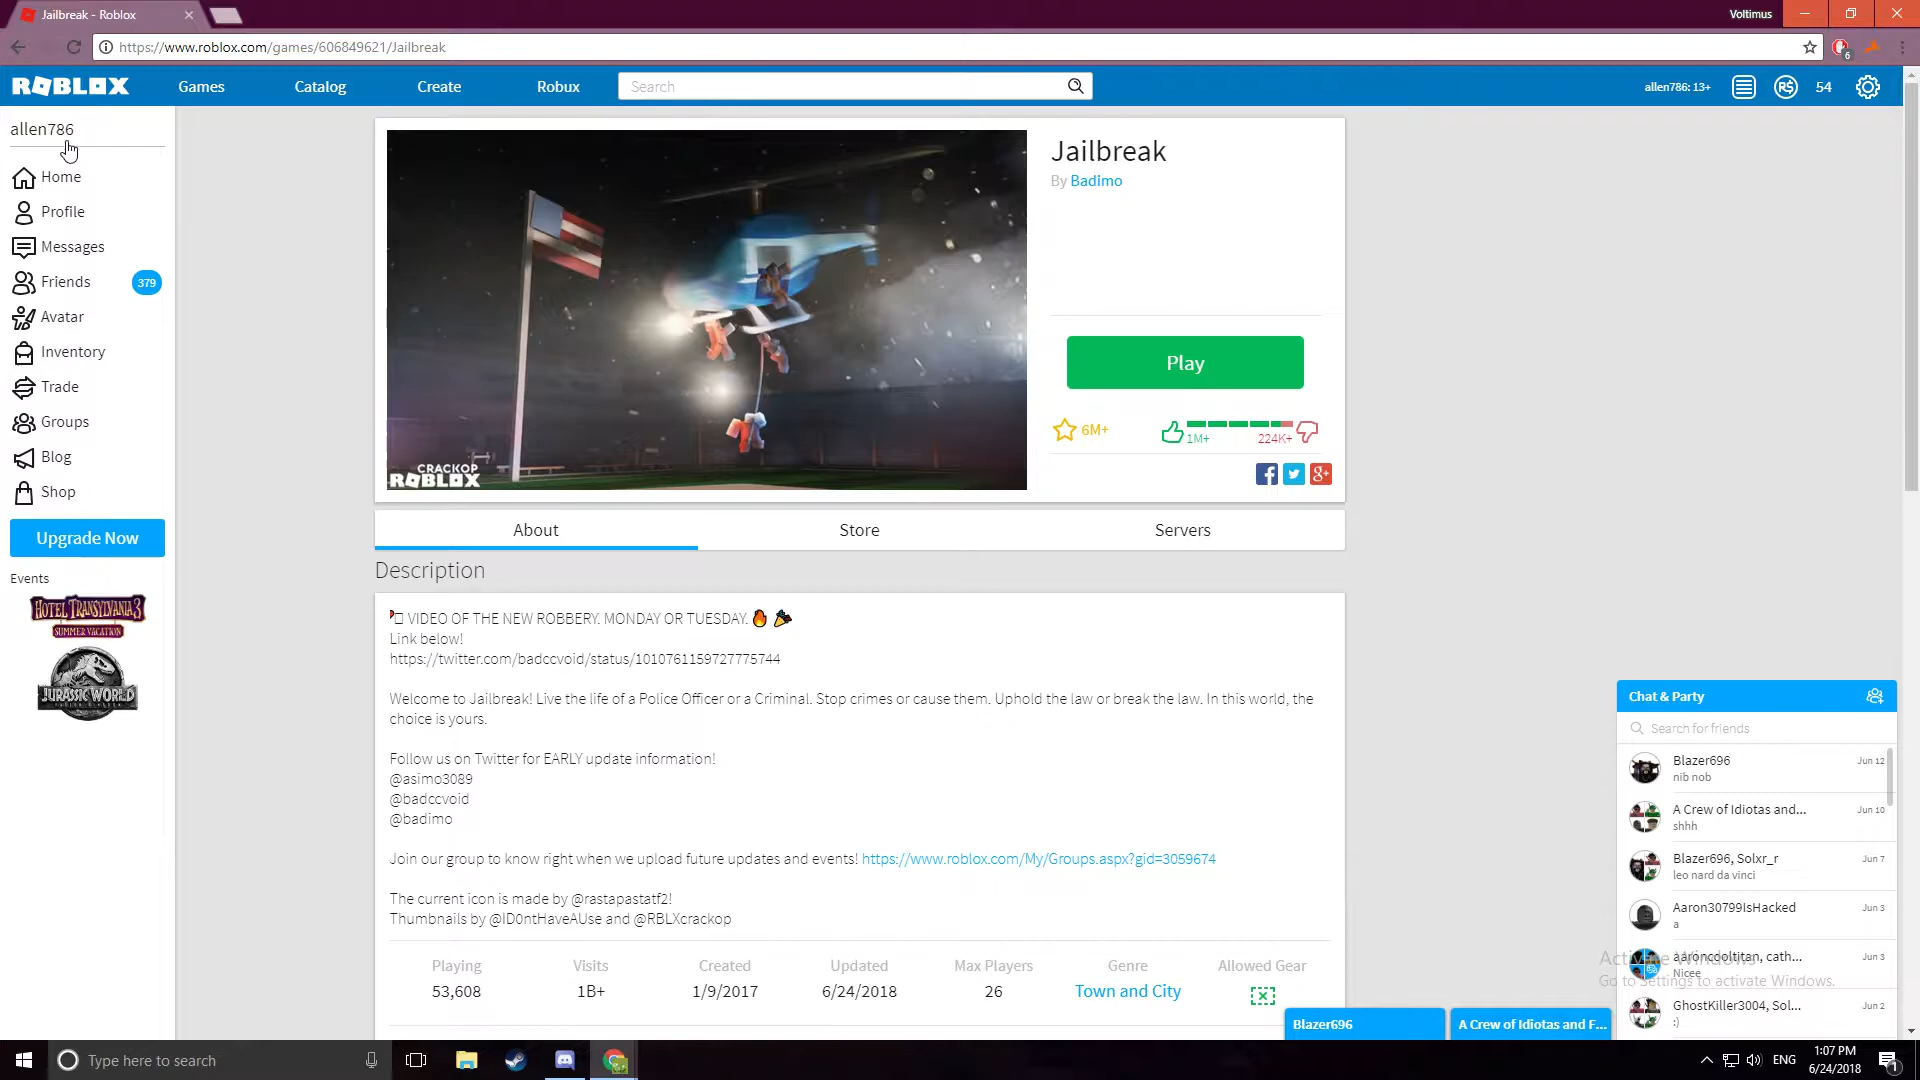 Jailbreak - Roblox
Voltimus
https://www.roblox.com/games/606849621/Jailbreak
6
ROBLOX
Games
Catalog
Create
Robux
Search
allen786: 13+
R$
54
allen786
Home
Profile
Messages
Friends
379
Avatar
Inventory
Trade
Groups
Blog
Shop
Upgrade Now
Events
HOTEL TRANSYLVANIA 3
SUMMER VACATION
JURASSIC WORLD
CRACKOP
ROBLOX
Jailbreak
By Badimo
Play
6M+
1M+
224K+
About
Store
Servers
Description
VIDEO OF THE NEW ROBBERY. MONDAY OR TUESDAY. 🔥 🎉
Link below!
https://twitter.com/badccvoid/status/1010761159727775744
Welcome to Jailbreak! Live the life of a Police Officer or a Criminal. Stop crimes or cause them. Uphold the law or break the law. In this world, the
choice is yours.
Follow us on Twitter for EARLY update information!
@asimo3089
@badccvoid
@badimo
Join our group to know right when we upload future updates and events! https://www.roblox.com/My/Groups.aspx?gid=3059674
The current icon is made by @rastapastatf2!
Thumbnails by @ID0ntHaveAUse and @RBLXcrackop
Playing
Visits
Created
Updated
Max Players
Genre
Allowed Gear
53,608
1B+
1/9/2017
6/24/2018
26
Town and City
Chat & Party
Search for friends
Blazer696
Jun 12
nib nob
A Crew of Idiotas and...
Jun 10
shhh
Blazer696, Solxr_r
Jun 7
leo nard da vinci
Aaron30799IsHacked
Jun 3
a
aaroncooltitan, cath...
Jun 3
Nicee
GhostKiller3004, Sol...
Jun 2
:)
Activate Windows
Go to Settings to activate Windows.
Blazer696
A Crew of Idiotas and F...
Type here to search
ENG
1:07 PM
6/24/2018
1